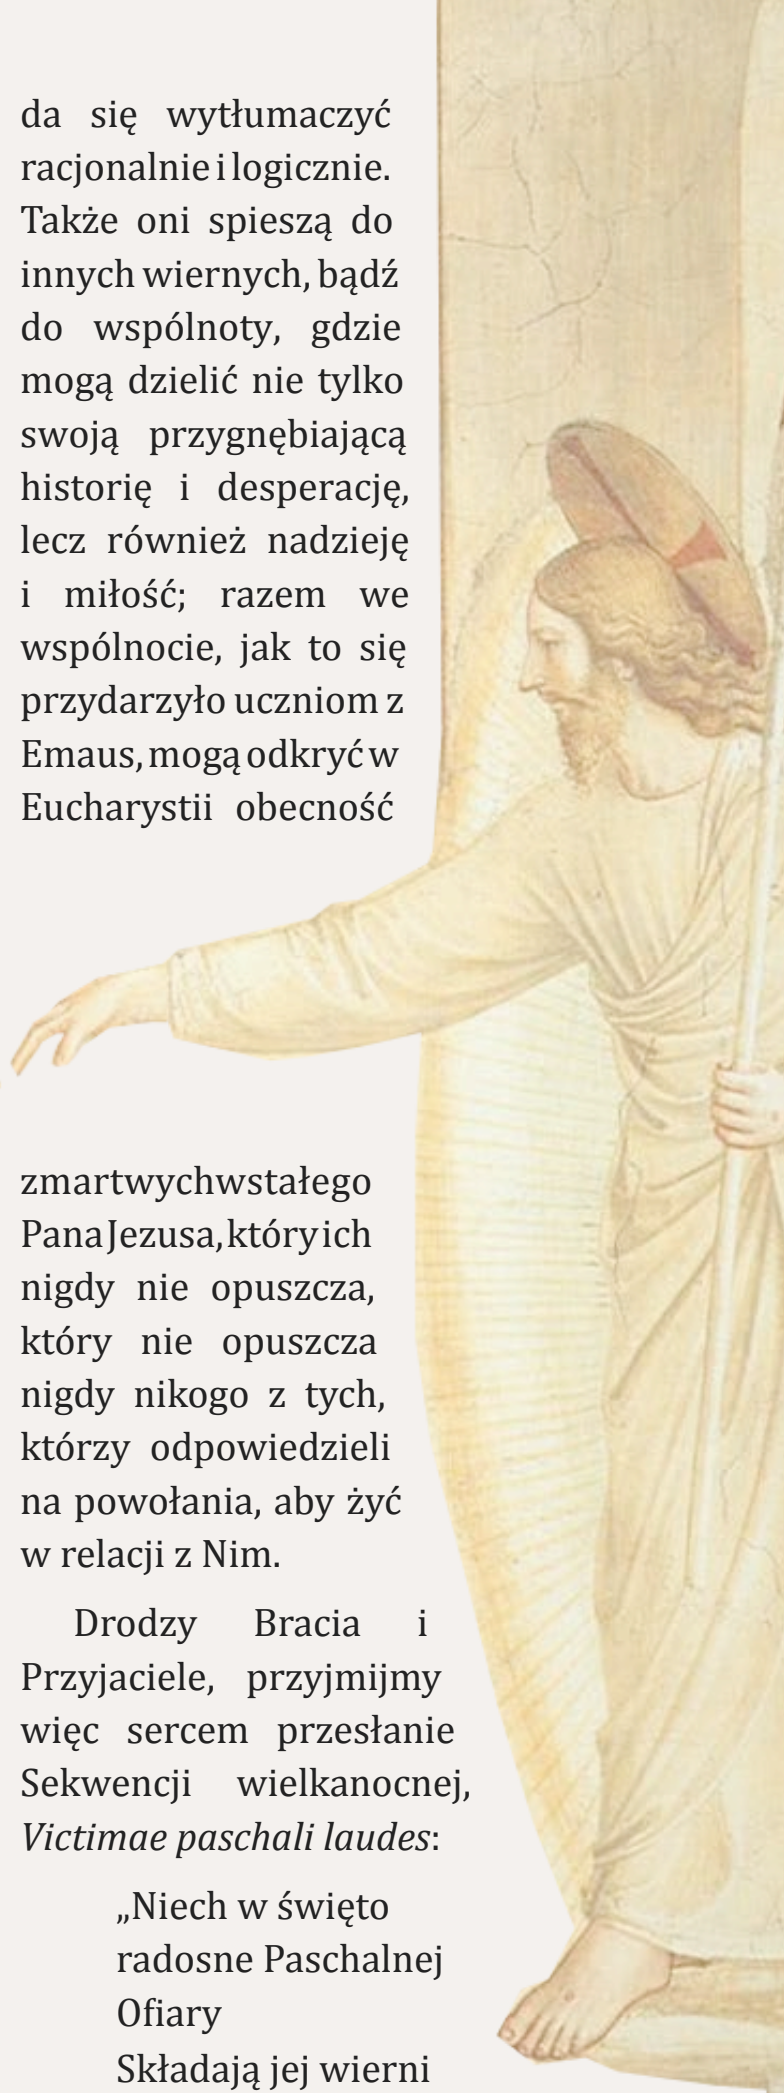 da się wytłumaczyć
racjonalnie i logicznie.
Także oni spieszą do
innych wiernych, bądź
do wspólnoty, gdzie
mogą dzielić nie tylko
swoją przygnębiającą
historię i desperację,
lecz również nadzieję
i miłość; razem we
wspólnocie, jak to się
przydarzyło uczniom z
Emaus, mogą odkryć w
Eucharystii obecność
zmartwychwstałego
Pana Jezusa, który ich
nigdy nie opuszcza,
który nie opuszcza
nigdy nikogo z tych,
którzy odpowiedzieli
na powołania, aby żyć
w relacji z Nim.
Drodzy Bracia i
Przyjaciele, przyjmijmy
więc sercem przesłanie
Sekwencji wielkanocnej,
Victimae paschali laudes:
„Niech w święto
radosne Paschalnej
Ofiary
Składają jej wierni